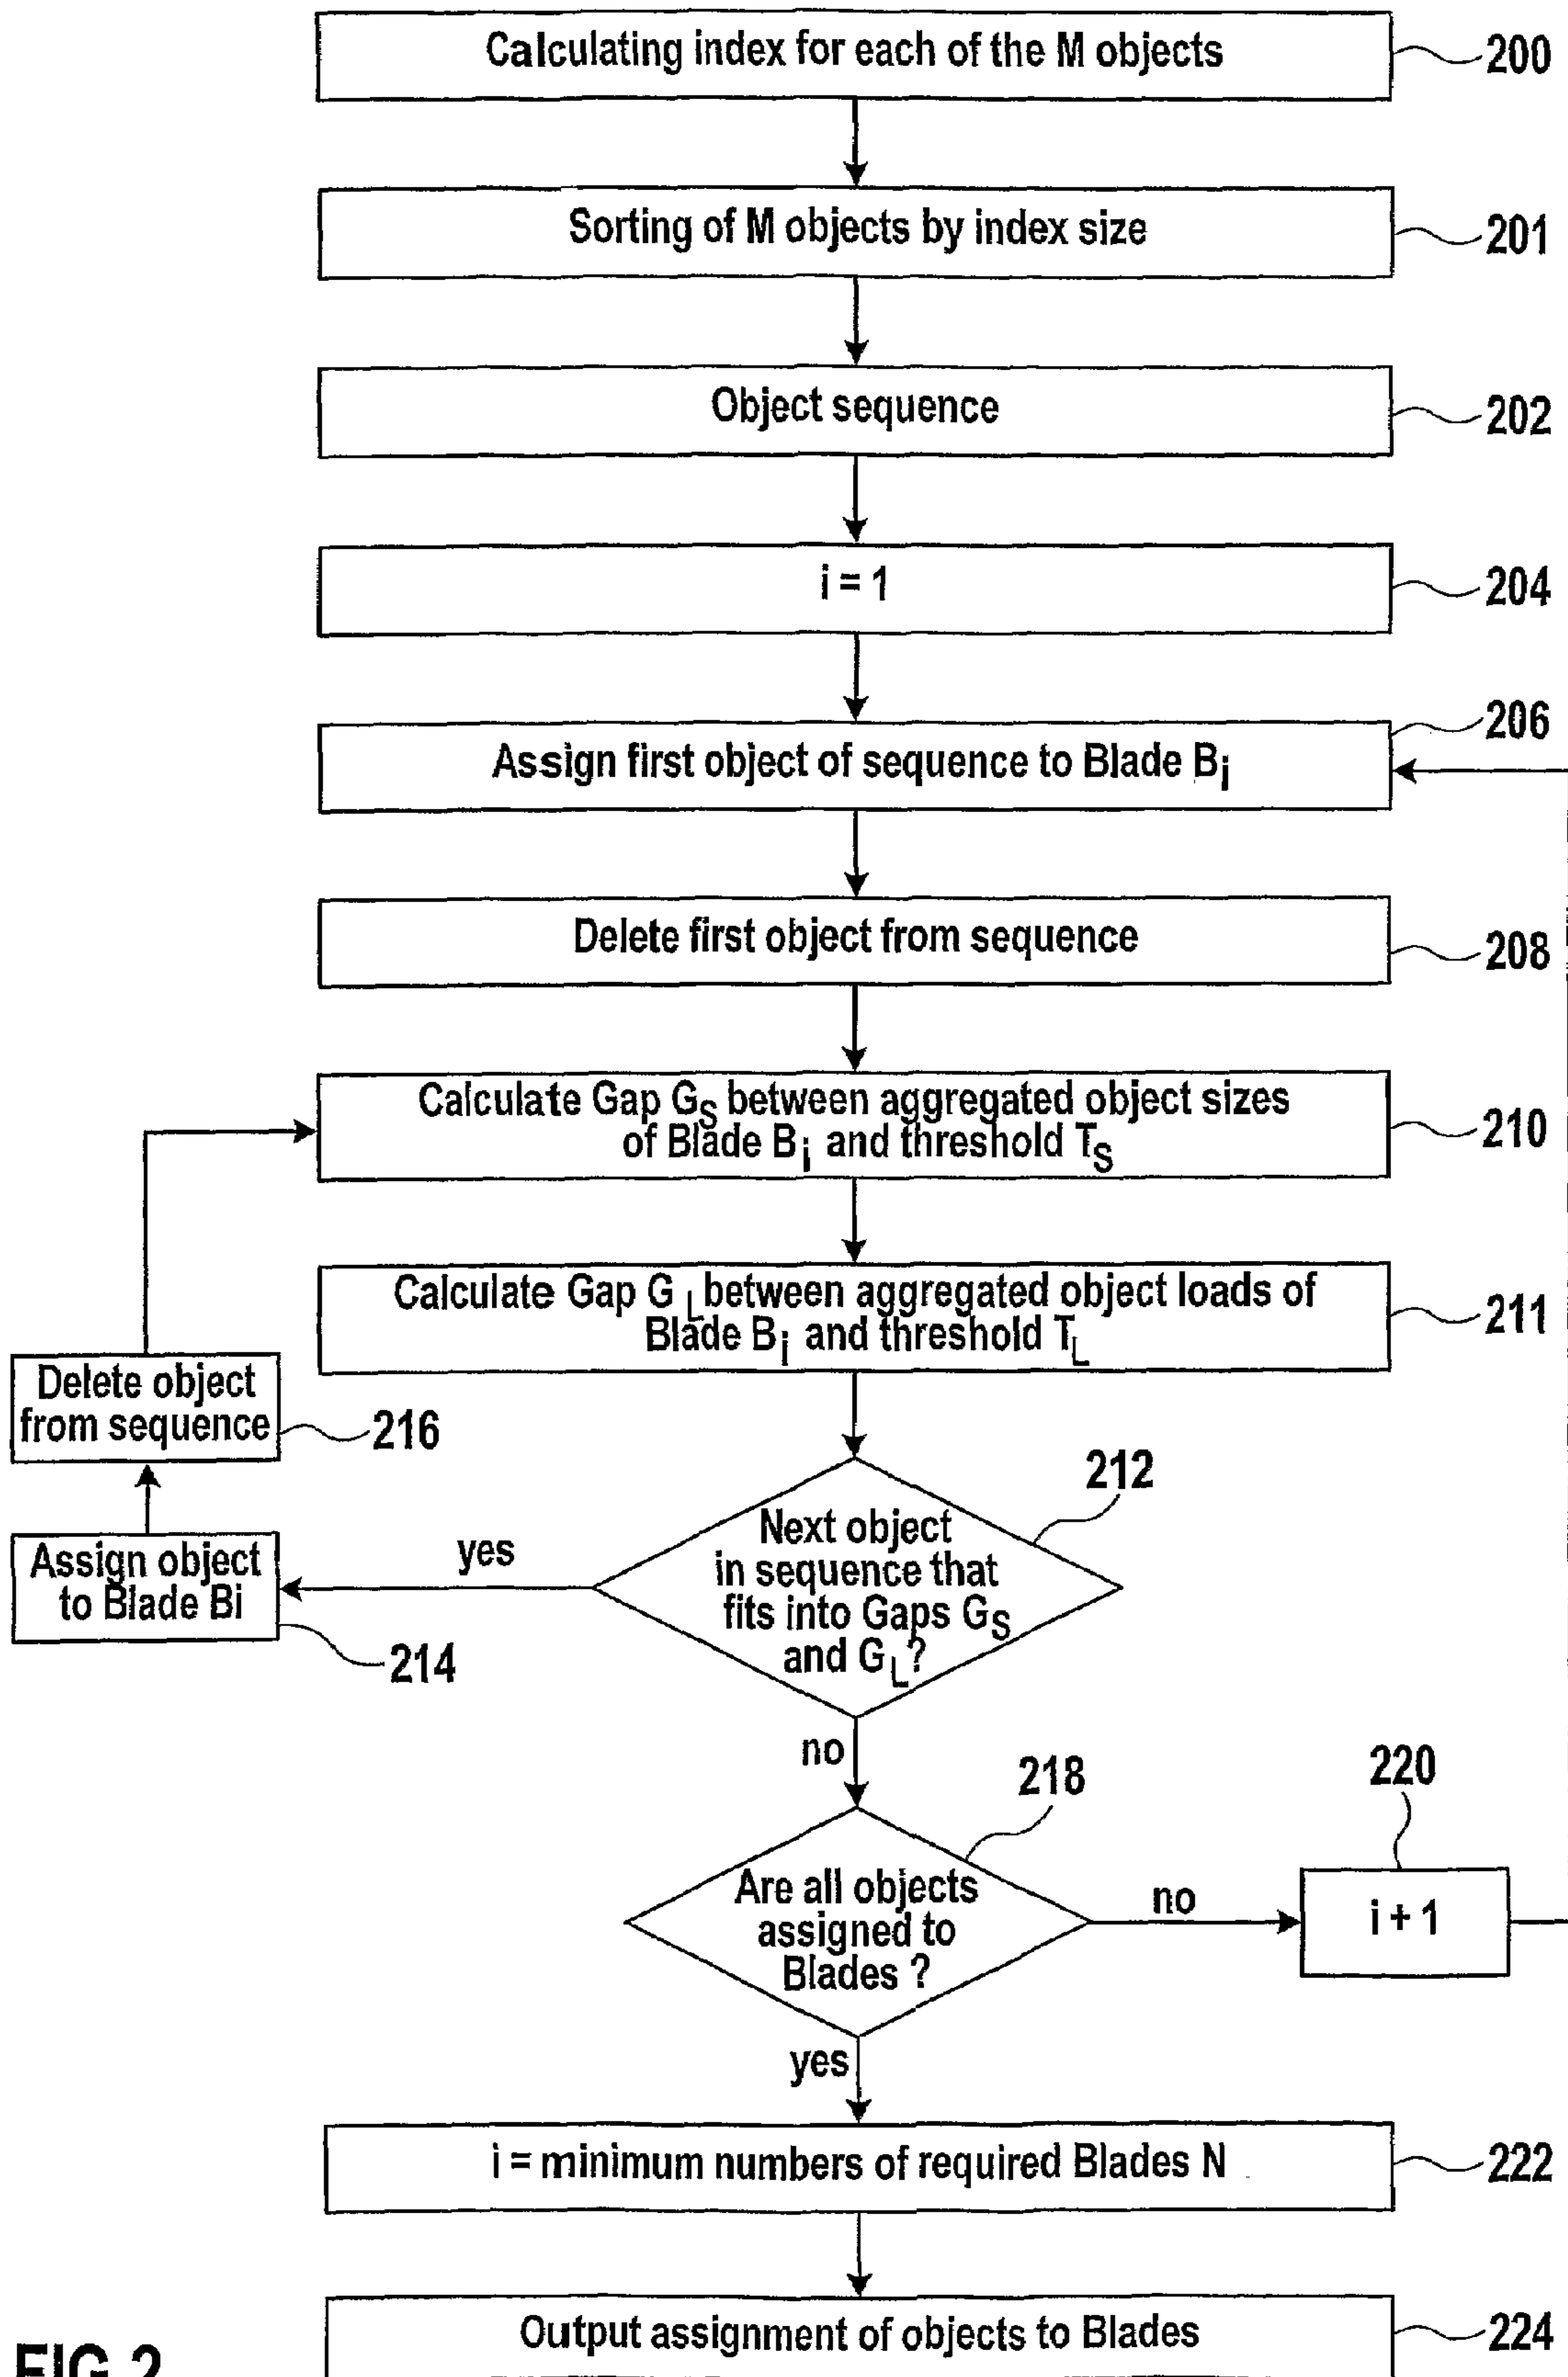 Calculating index for each of the M objects
200
Sorting of M objects by index size
201
Object sequence
202
i = 1
204
206
Assign first object of sequence to Blade Bi
Delete first object from sequence
208
Calculate Gap GS between aggregated object sizes
of Blade Bi and threshold TS
210
Calculate Gap GL between aggregated object loads of
Blade Bi and threshold TL
211
Delete object
from sequence
216
212
Next object
in sequence that
fits into Gaps GS
and GL?
yes
Assign object
to Blade Bi
214
no
218
220
Are all objects
assigned to
Blades ?
no
i + 1
yes
i = minimum numbers of required Blades N
222
Output assignment of objects to Blades
224
FIG.2